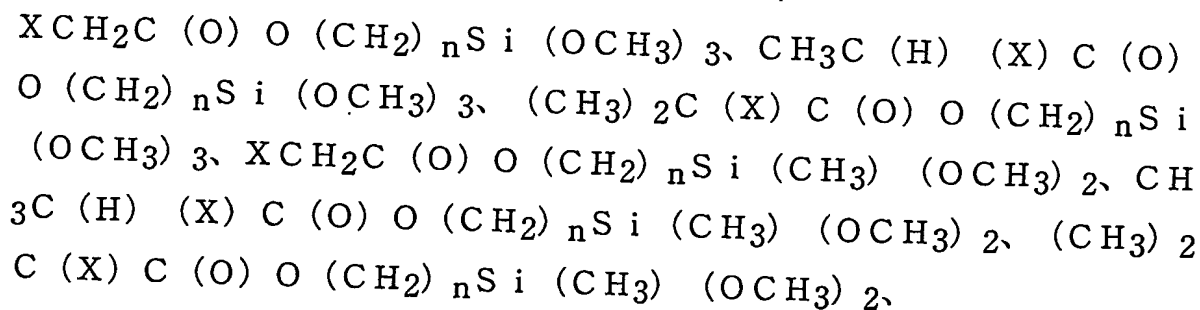 XCH2C (O) O (CH2) nSi (OCH3) 3、CH3C (H) (X) C (O)
O (CH2) nSi (OCH3) 3、 (CH3) 2C (X) C (O) O (CH2) nSi
(OCH3) 3、XCH2C (O) O (CH2) nSi (CH3) (OCH3) 2、CH
3C (H) (X) C (O) O (CH2) nSi (CH3) (OCH3) 2、 (CH3) 2
C (X) C (O) O (CH2) nSi (CH3) (OCH3) 2、